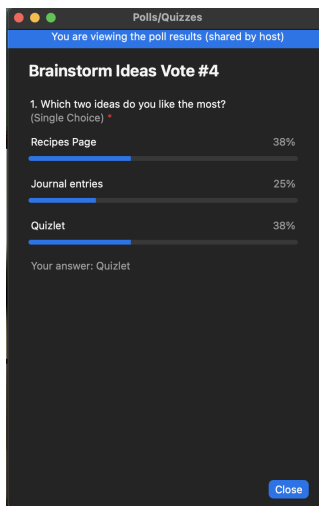 Polls/Quizzes
You are viewing the poll results (shared by host)
Brainstorm Ideas Vote #4
1. Which two ideas do you like the most?
(Single Choice) *
Recipes Page 38%
Journal entries 25%
Quizlet 38%
Your answer: Quizlet
Close